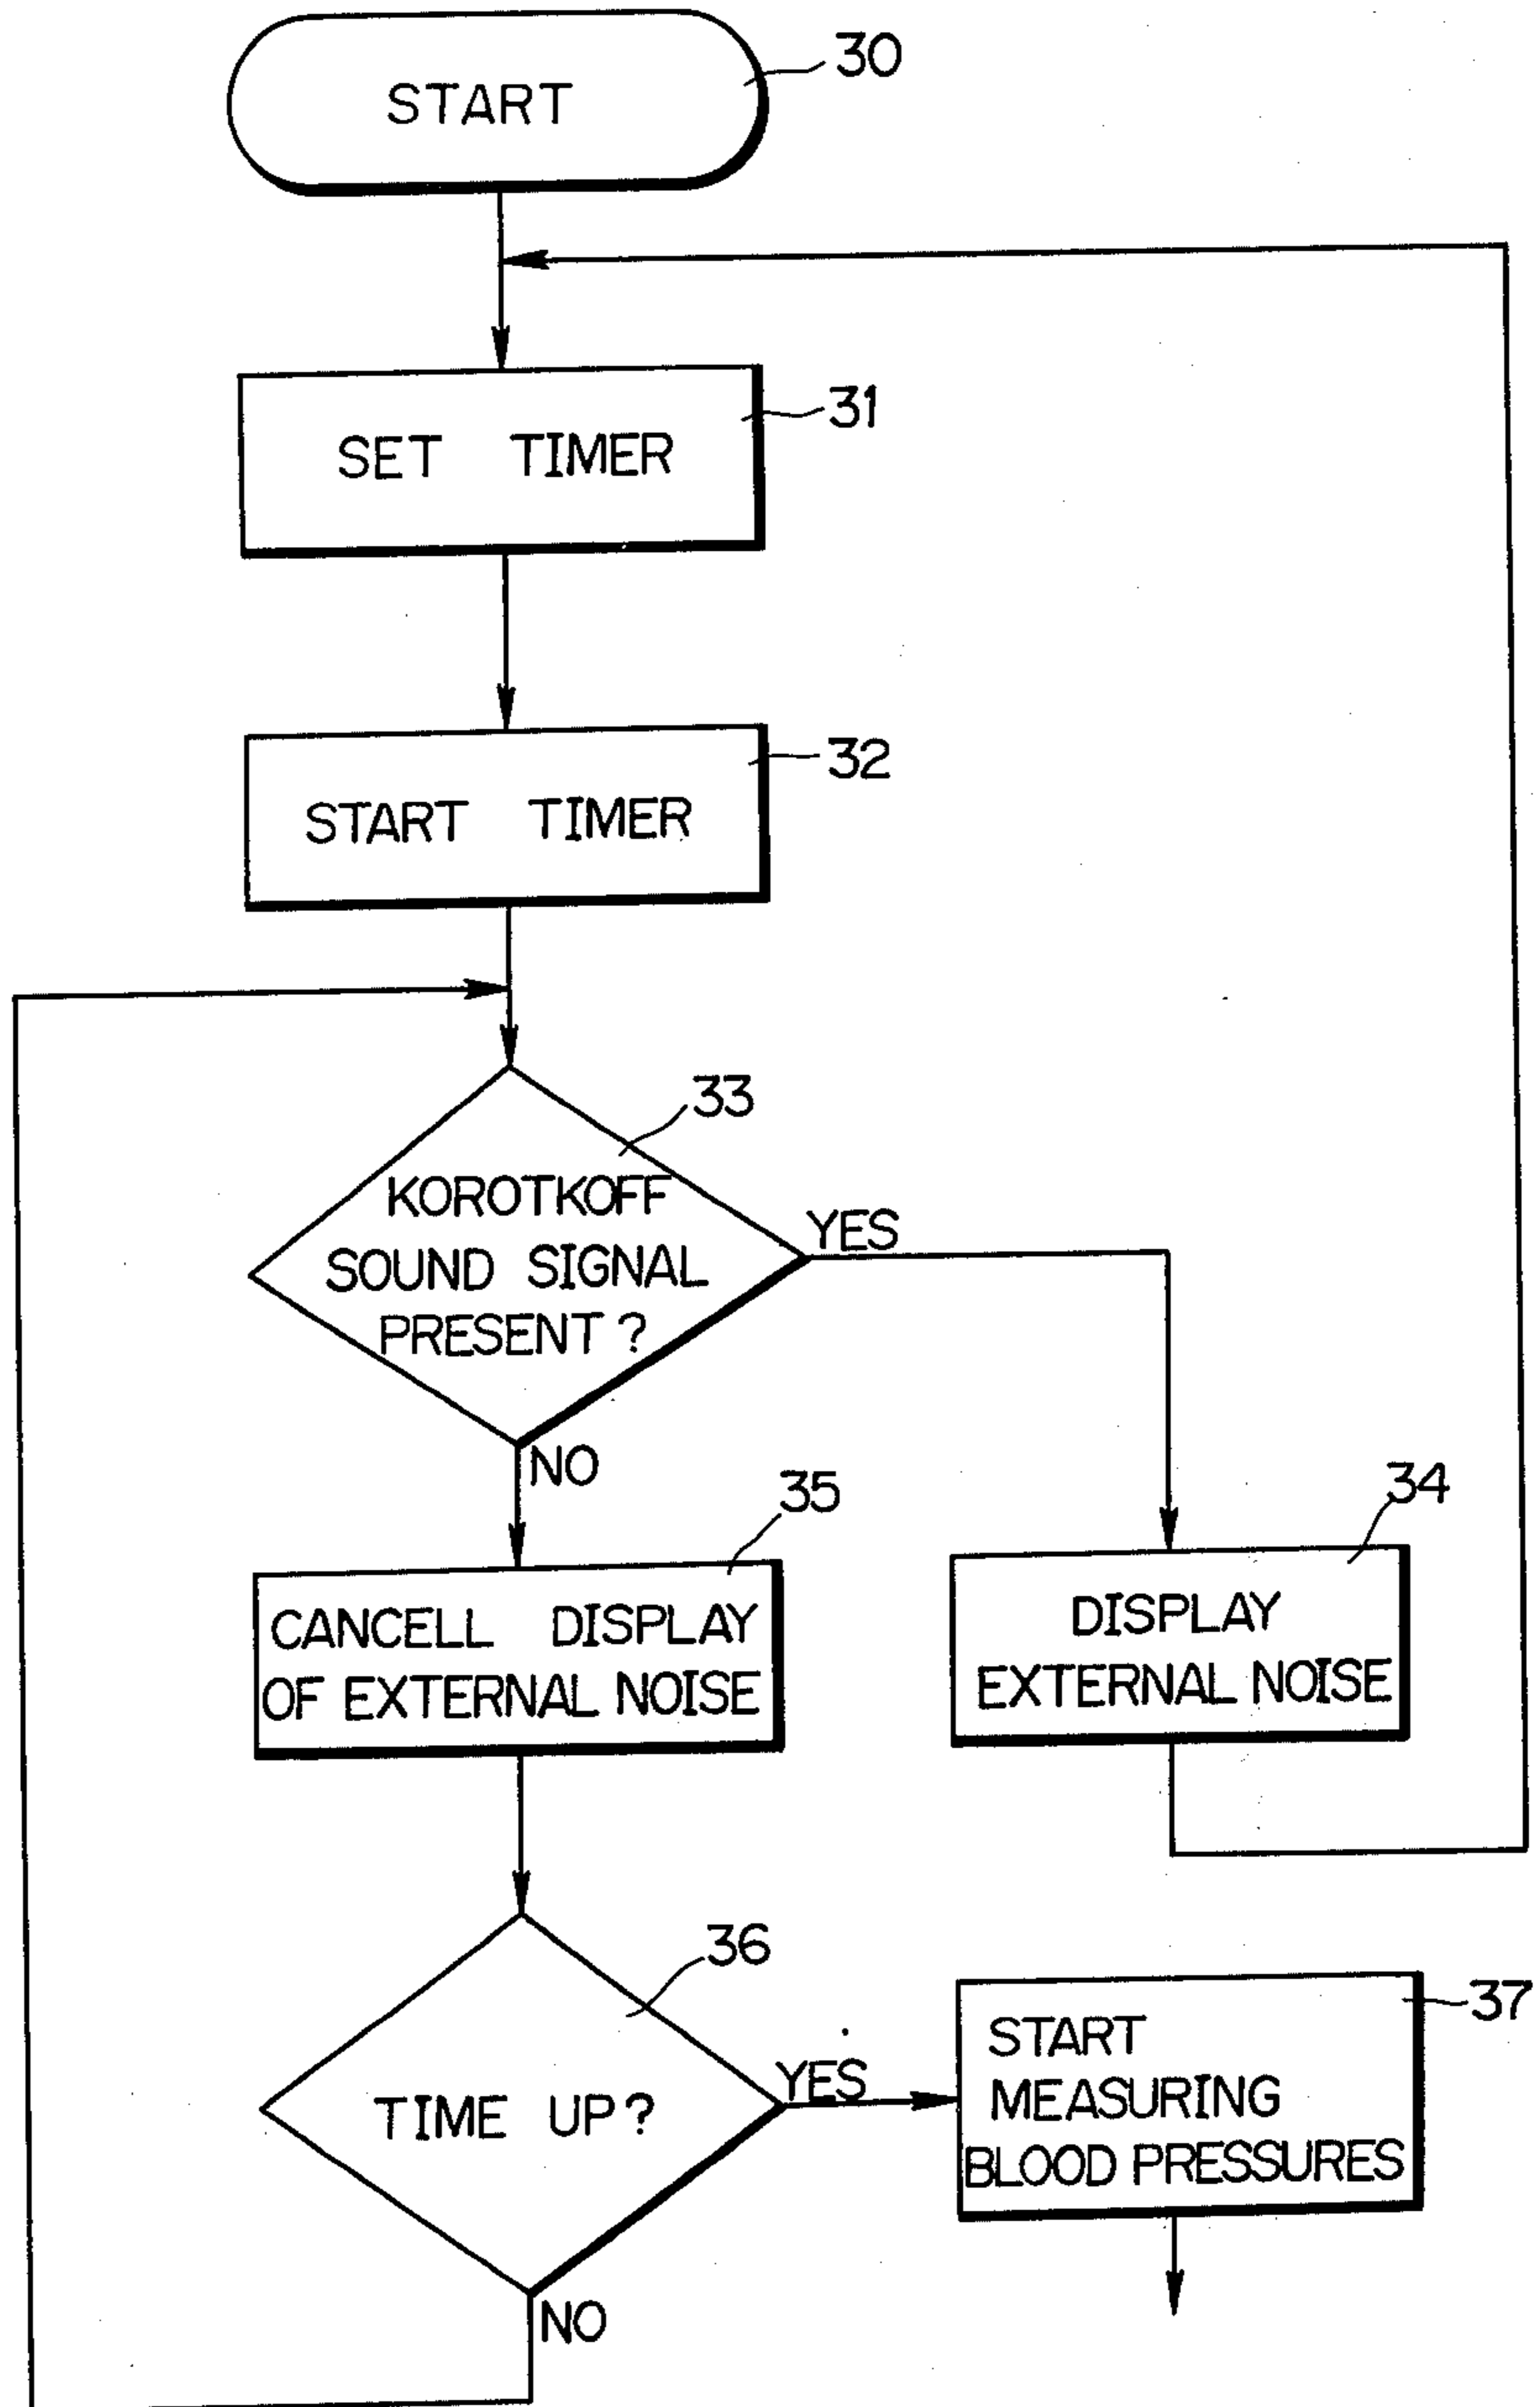 START
30
SET TIMER
31
START TIMER
32
33
KOROTKOFF
SOUND SIGNAL
PRESENT?
YES
NO
35
CANCELL DISPLAY
OF EXTERNAL NOISE
34
DISPLAY
EXTERNAL NOISE
36
TIME UP?
YES
NO
37
START
MEASURING
BLOOD PRESSURES